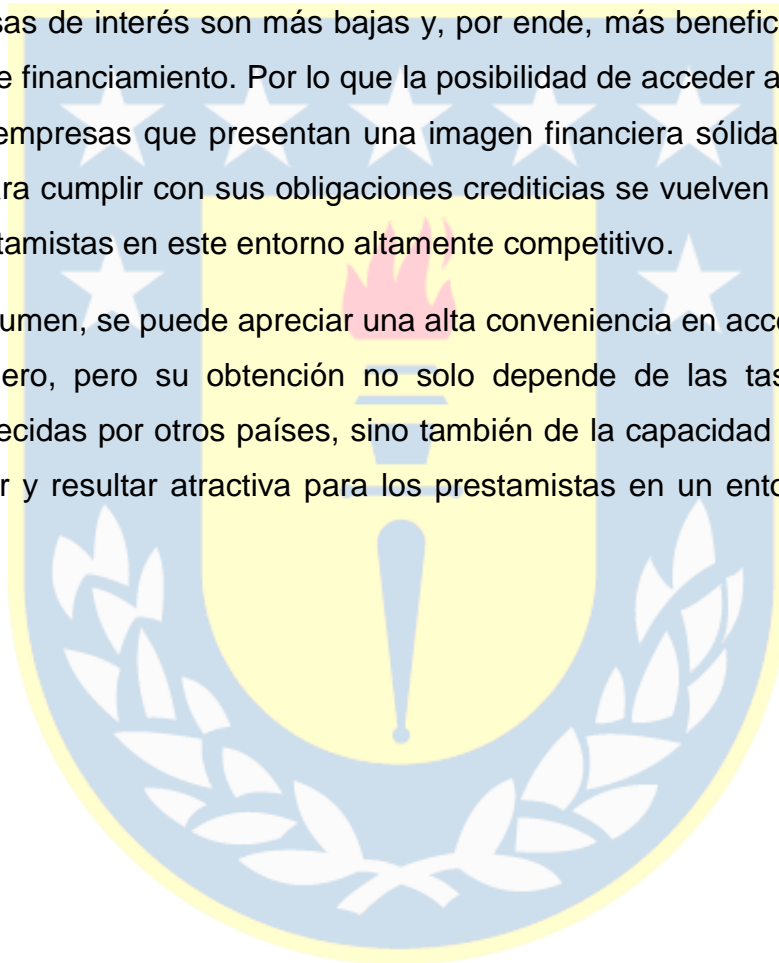 sas de interés son más bajas y, por ende, más benefic
e financiamiento. Por lo que la posibilidad de acceder a
empresas que presentan una imagen financiera sólida
ara cumplir con sus obligaciones crediticias se vuelven
tamistas en este entorno altamente competitivo.
umen, se puede apreciar una alta conveniencia en acce
ero, pero su obtención no solo depende de las tas
ecidas por otros países, sino también de la capacidad
r y resultar atractiva para los prestamistas en un ento